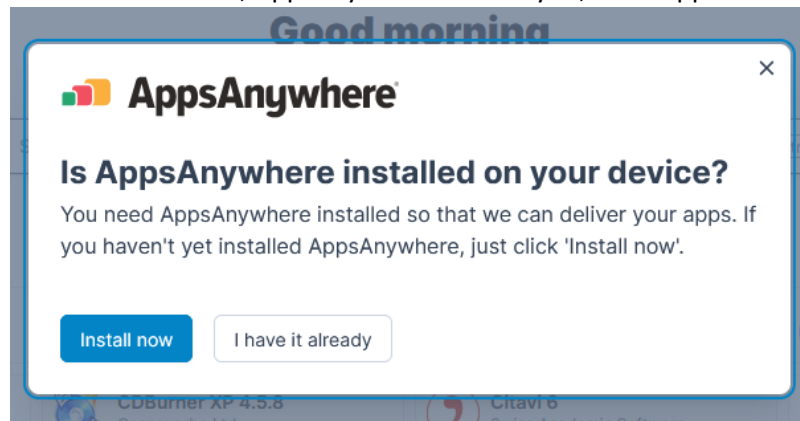 Good morning
AppsAnywhere
Is AppsAnywhere installed on your device?
You need AppsAnywhere installed so that we can deliver your apps. If
you haven't yet installed AppsAnywhere, just click 'Install now'.
Install now
I have it already
CDBurner XP 4.5.8
Citavi 6